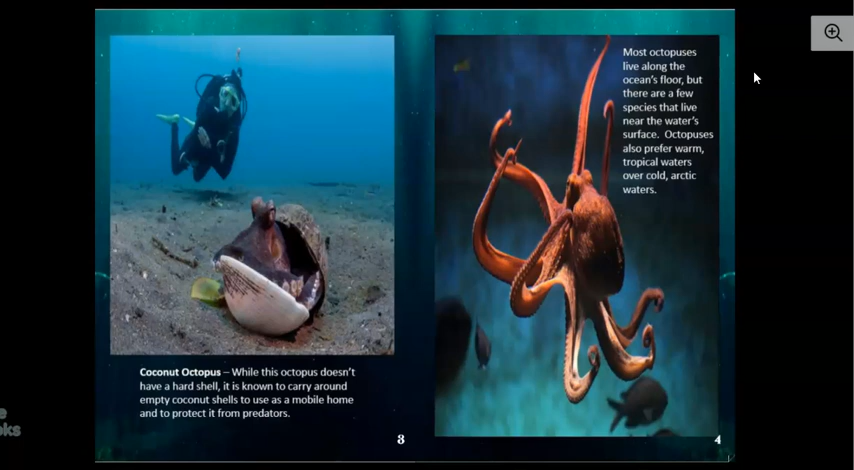 Coconut Octopus – While this octopus doesn't
have a hard shell, it is known to carry around
empty coconut shells to use as a mobile home
and to protect it from predators.
3
Most octopuses
live along the
ocean's floor, but
there are a few
species that live
near the water's
surface.  Octopuses
also prefer warm,
tropical waters
over cold, arctic
waters.
4